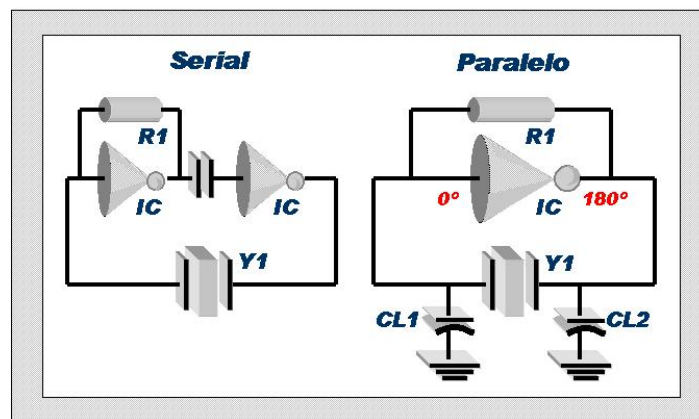 Serial
Paralelo
R1
R1
IC
IC
0°
IC
180°
Y1
Y1
CL1
CL2